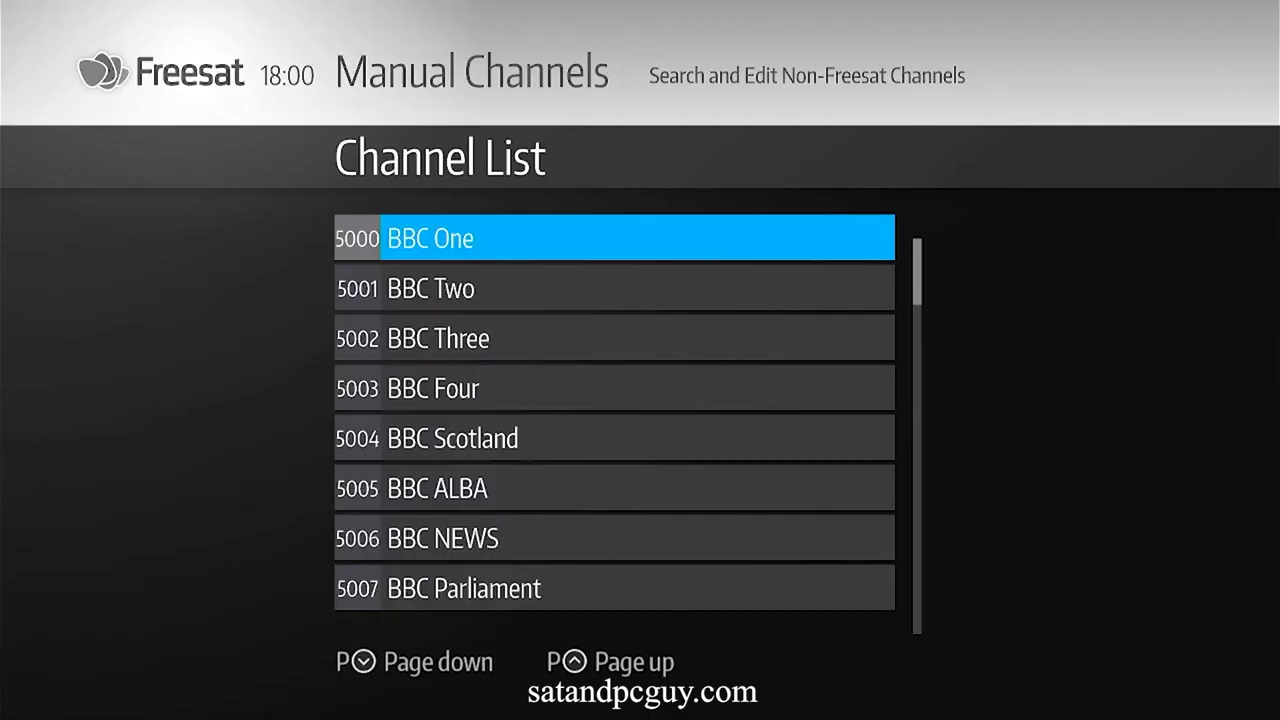 Freesat 18:00 Manual Channels Search and Edit Non-Freesat Channels
Channel List
5000 BBC One
5001 BBC Two
5002 BBC Three
5003 BBC Four
5004 BBC Scotland
5005 BBC ALBA
5006 BBC NEWS
5007 BBC Parliament
P Page down P Page up
satandpcguy.com